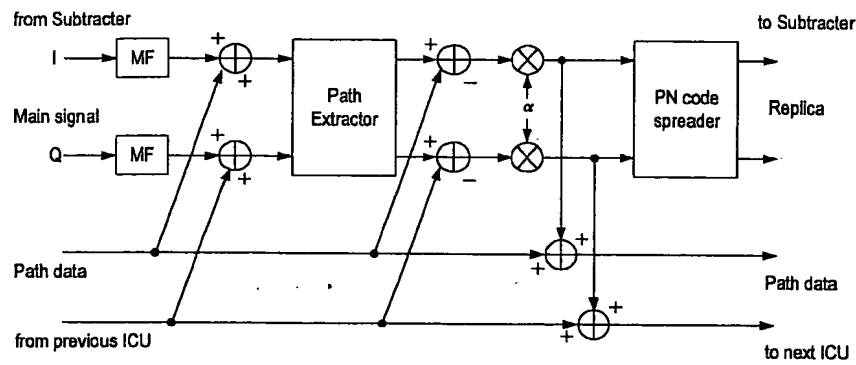 from Subtracter
to Subtracter
I
MF
+
+
+
−
Path
Extractor
α
PN code
spreader
Replica
Main signal
Q
MF
+
+
+
−
Path data
+
+
Path data
from previous ICU
+
+
to next ICU